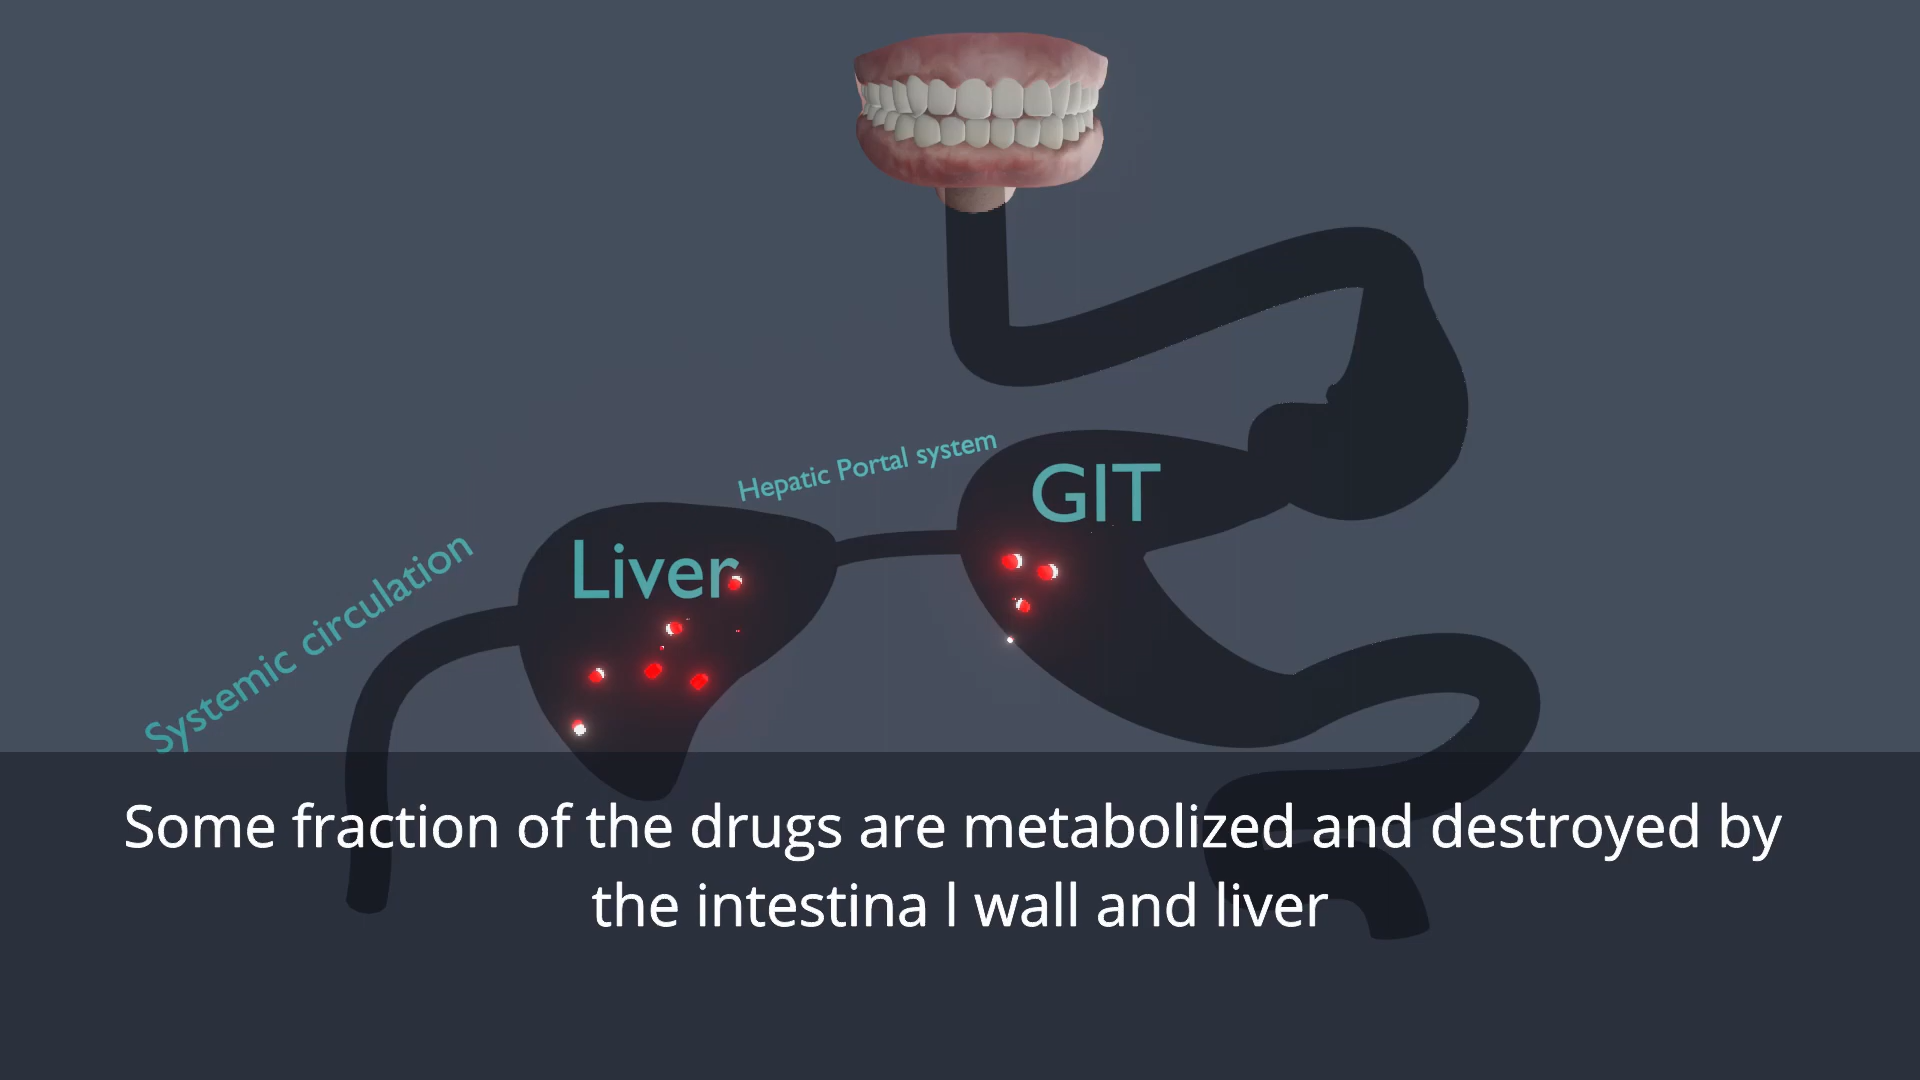 Hepatic Portal system
GIT
Liver
Systemic circulation
Some fraction of the drugs are metabolized and destroyed by
the intestina l wall and liver